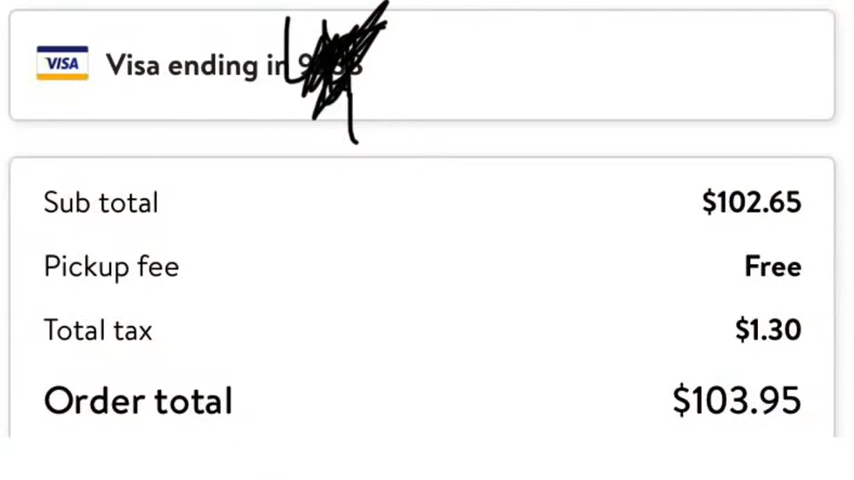 VISA Visa ending in
Sub total $102.65
Pickup fee Free
Total tax $1.30
Order total $103.95